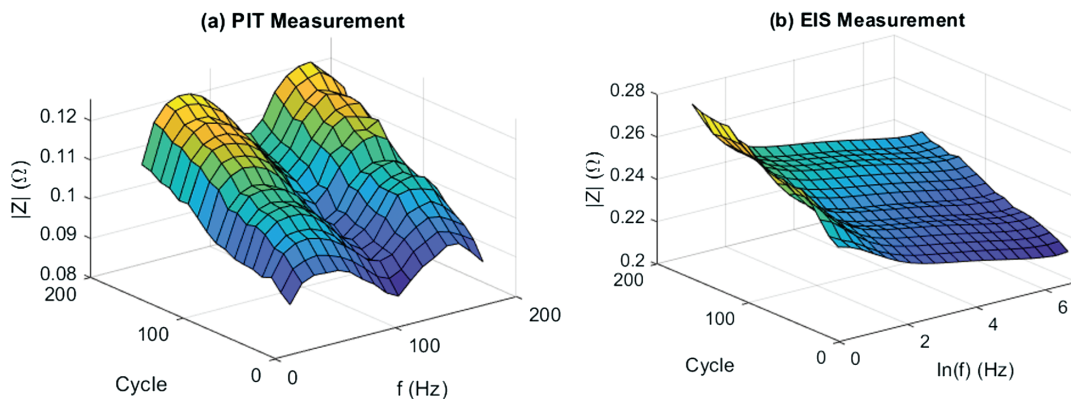 (a) PIT Measurement
|Z| (Ω)
0.12
0.11
0.1
0.09
0.08
200
100
0
Cycle
0
100
200
f (Hz)
(b) EIS Measurement
|Z| (Ω)
0.28
0.26
0.24
0.22
0.2
200
100
0
Cycle
0
2
4
6
ln(f) (Hz)